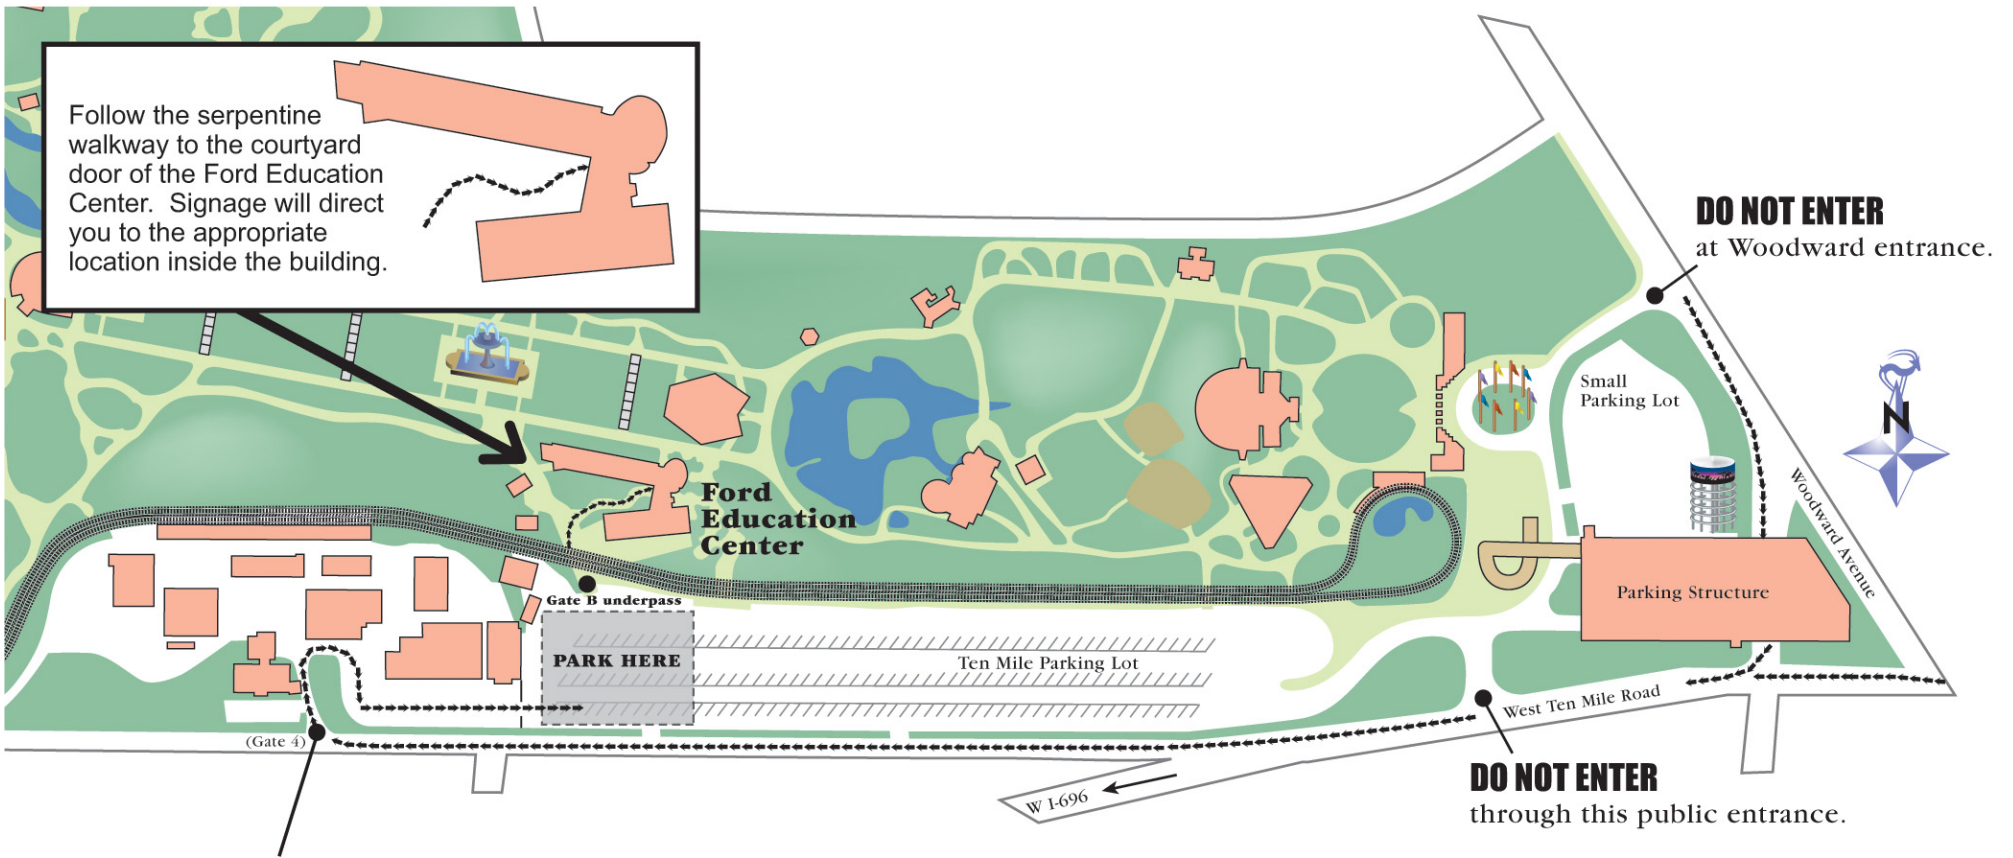 Follow the serpentine
walkway to the courtyard
door of the Ford Education
Center. Signage will direct
you to the appropriate
location inside the building.
DO NOT ENTER
at Woodward entrance.
Small
Parking Lot
N
Woodward Avenue
Ford
Education
Center
Parking Structure
Gate B underpass
PARK HERE
Ten Mile Parking Lot
West Ten Mile Road
(Gate 4)
W I-696
DO NOT ENTER
through this public entrance.